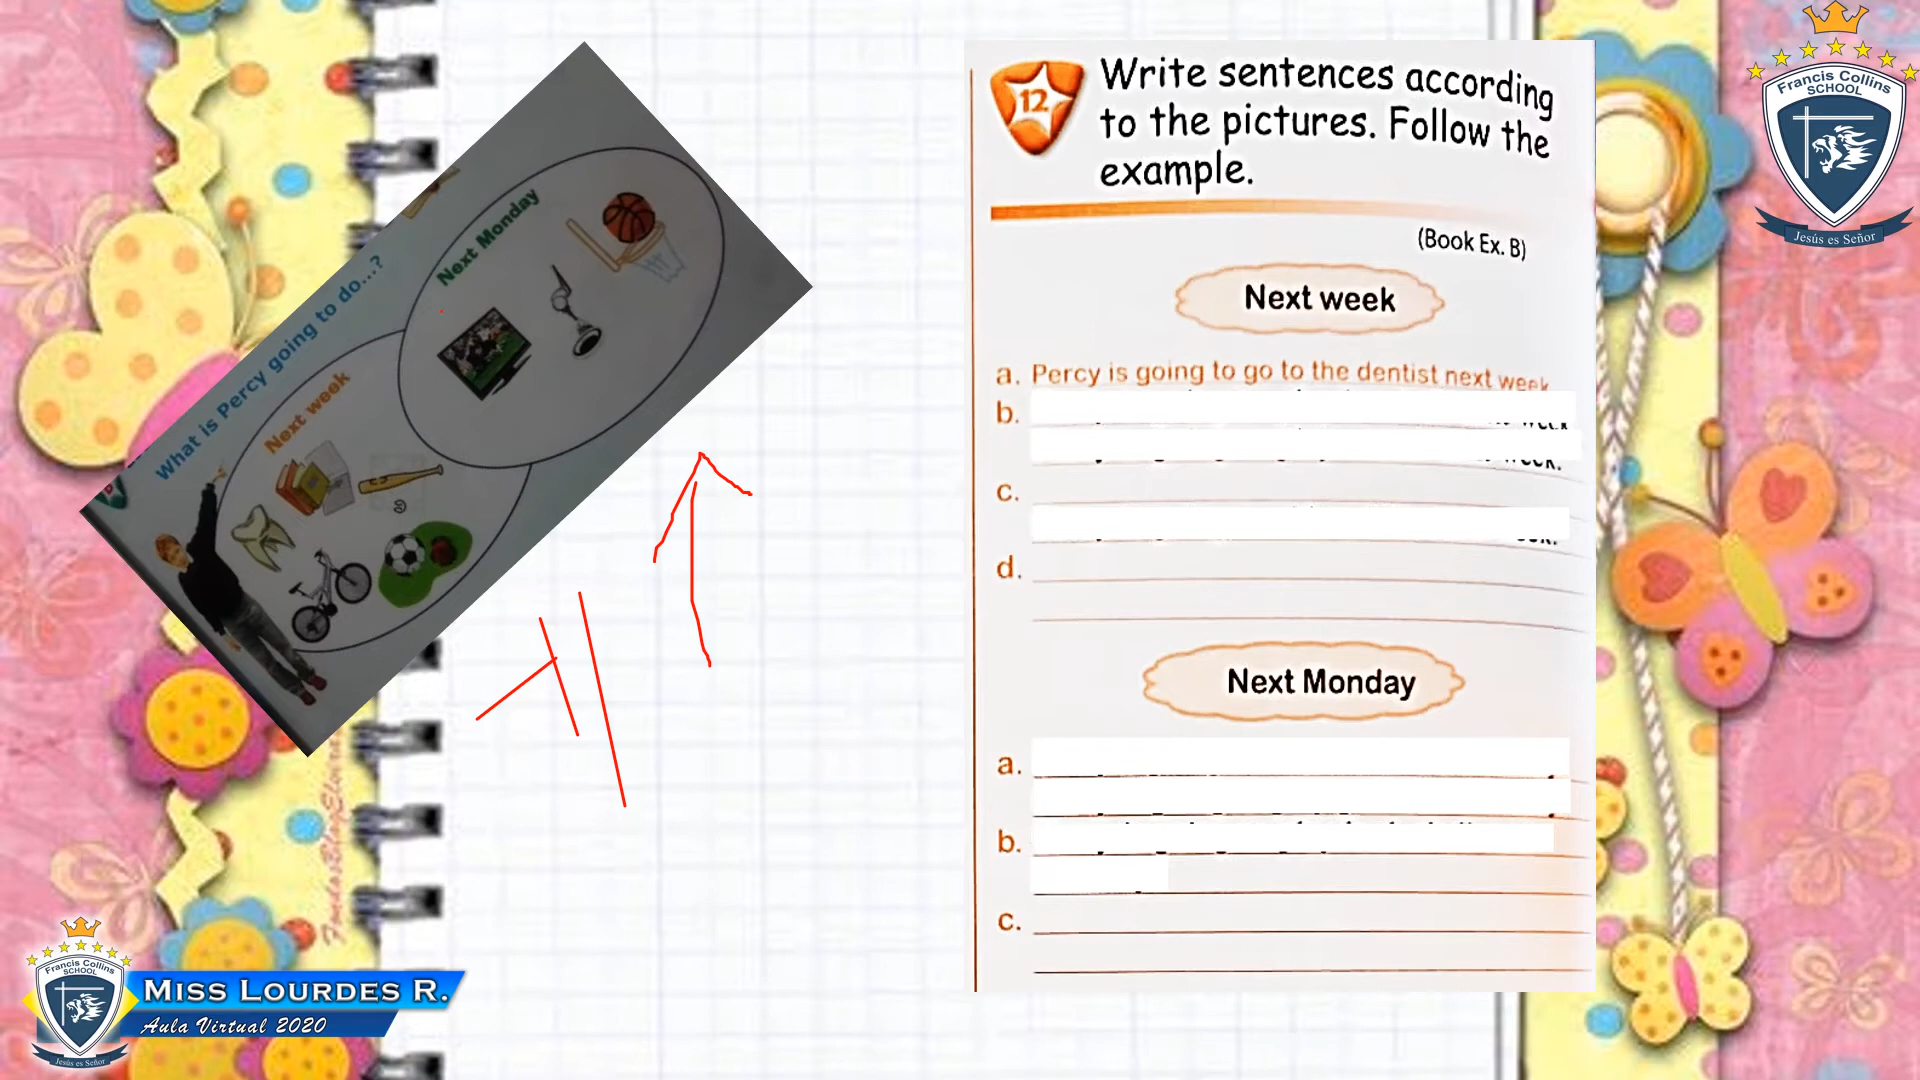 What is Percy going to do...?
Next week
Next Monday
12
Write sentences according
to the pictures. Follow the
example.
(Book Ex. B)
Next week
a. Percy is going to go to the dentist next week
b.
c.
d.
Next Monday
a.
b.
c.
Francis Collins
SCHOOL
Jesús es Señor
Francis Collins
SCHOOL
Jesús es Señor
MISS LOURDES R.
Aula Virtual 2020